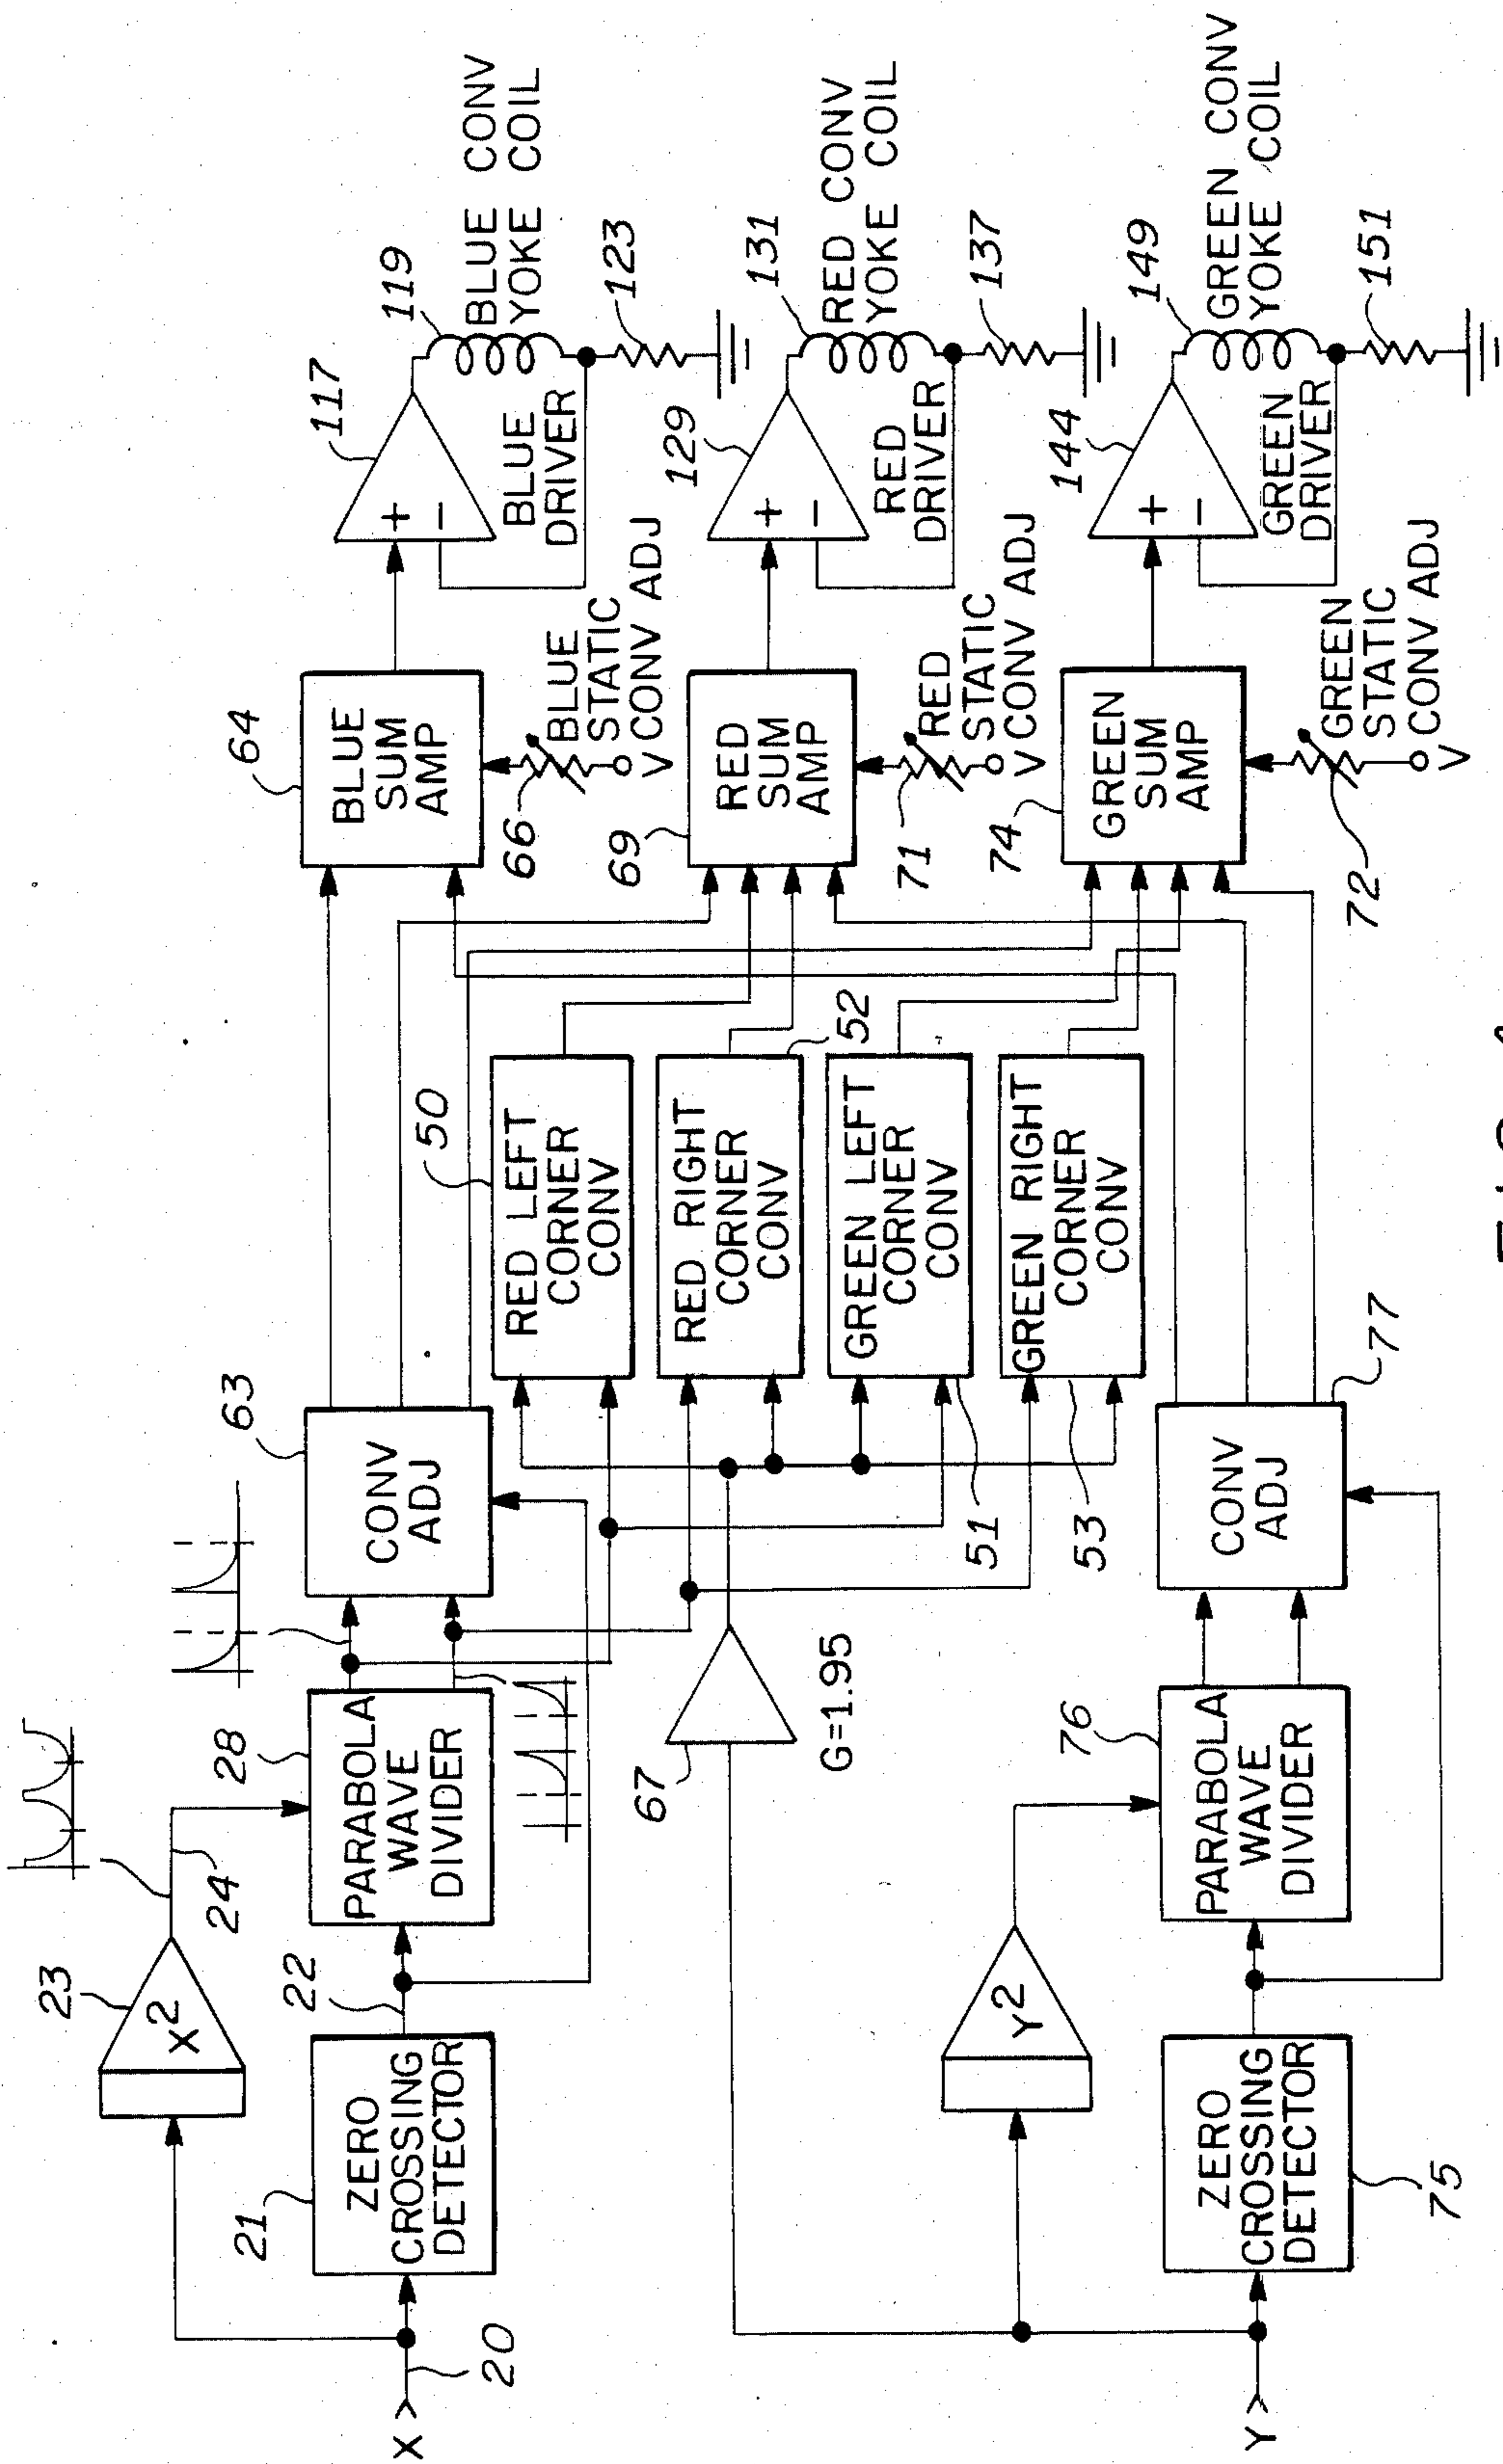 X
20
21
ZERO
CROSSING
DETECTOR
22
23
X²
24
28
PARABOLA
WAVE
DIVIDER
63
CONV
ADJ
50
RED LEFT
CORNER
CONV
52
RED RIGHT
CORNER
CONV
51
GREEN LEFT
CORNER
CONV
53
GREEN RIGHT
CORNER
CONV
67
G=1.95
Y
Y²
75
ZERO
CROSSING
DETECTOR
76
PARABOLA
WAVE
DIVIDER
77
CONV
ADJ
64
BLUE
SUM
AMP
66
BLUE
STATIC
CONV ADJ
V
69
RED
SUM
AMP
71
RED
STATIC
CONV ADJ
V
74
GREEN
SUM
AMP
72
GREEN
STATIC
CONV ADJ
V
117
+
−
BLUE
DRIVER
119
BLUE CONV
YOKE COIL
123
129
+
−
RED
DRIVER
131
RED CONV
YOKE COIL
137
144
+
−
GREEN
DRIVER
149
GREEN CONV
YOKE COIL
151